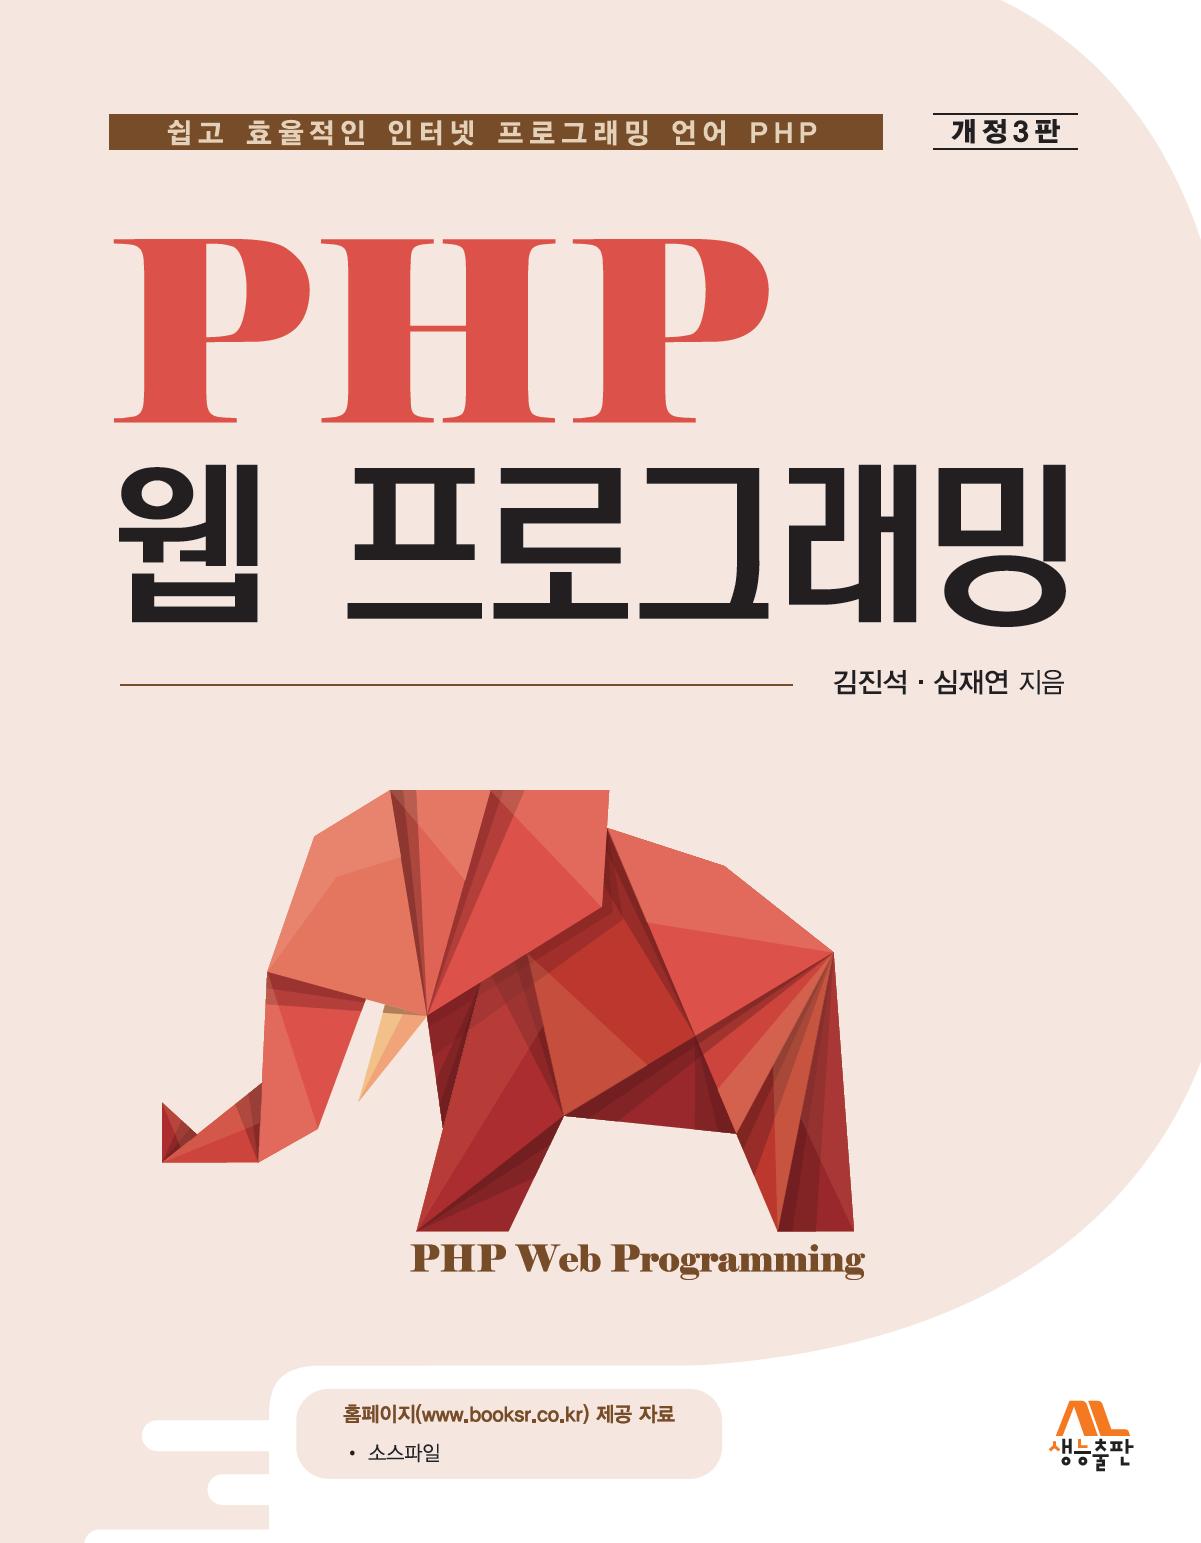 쉽고 효율적인 인터넷 프로그래밍 언어 PHP
개정3판
PHP
웹 프로그래밍
김진석 · 심재연 지음
PHP Web Programming
홈페이지(www.booksr.co.kr) 제공 자료
• 소스파일
생능출판